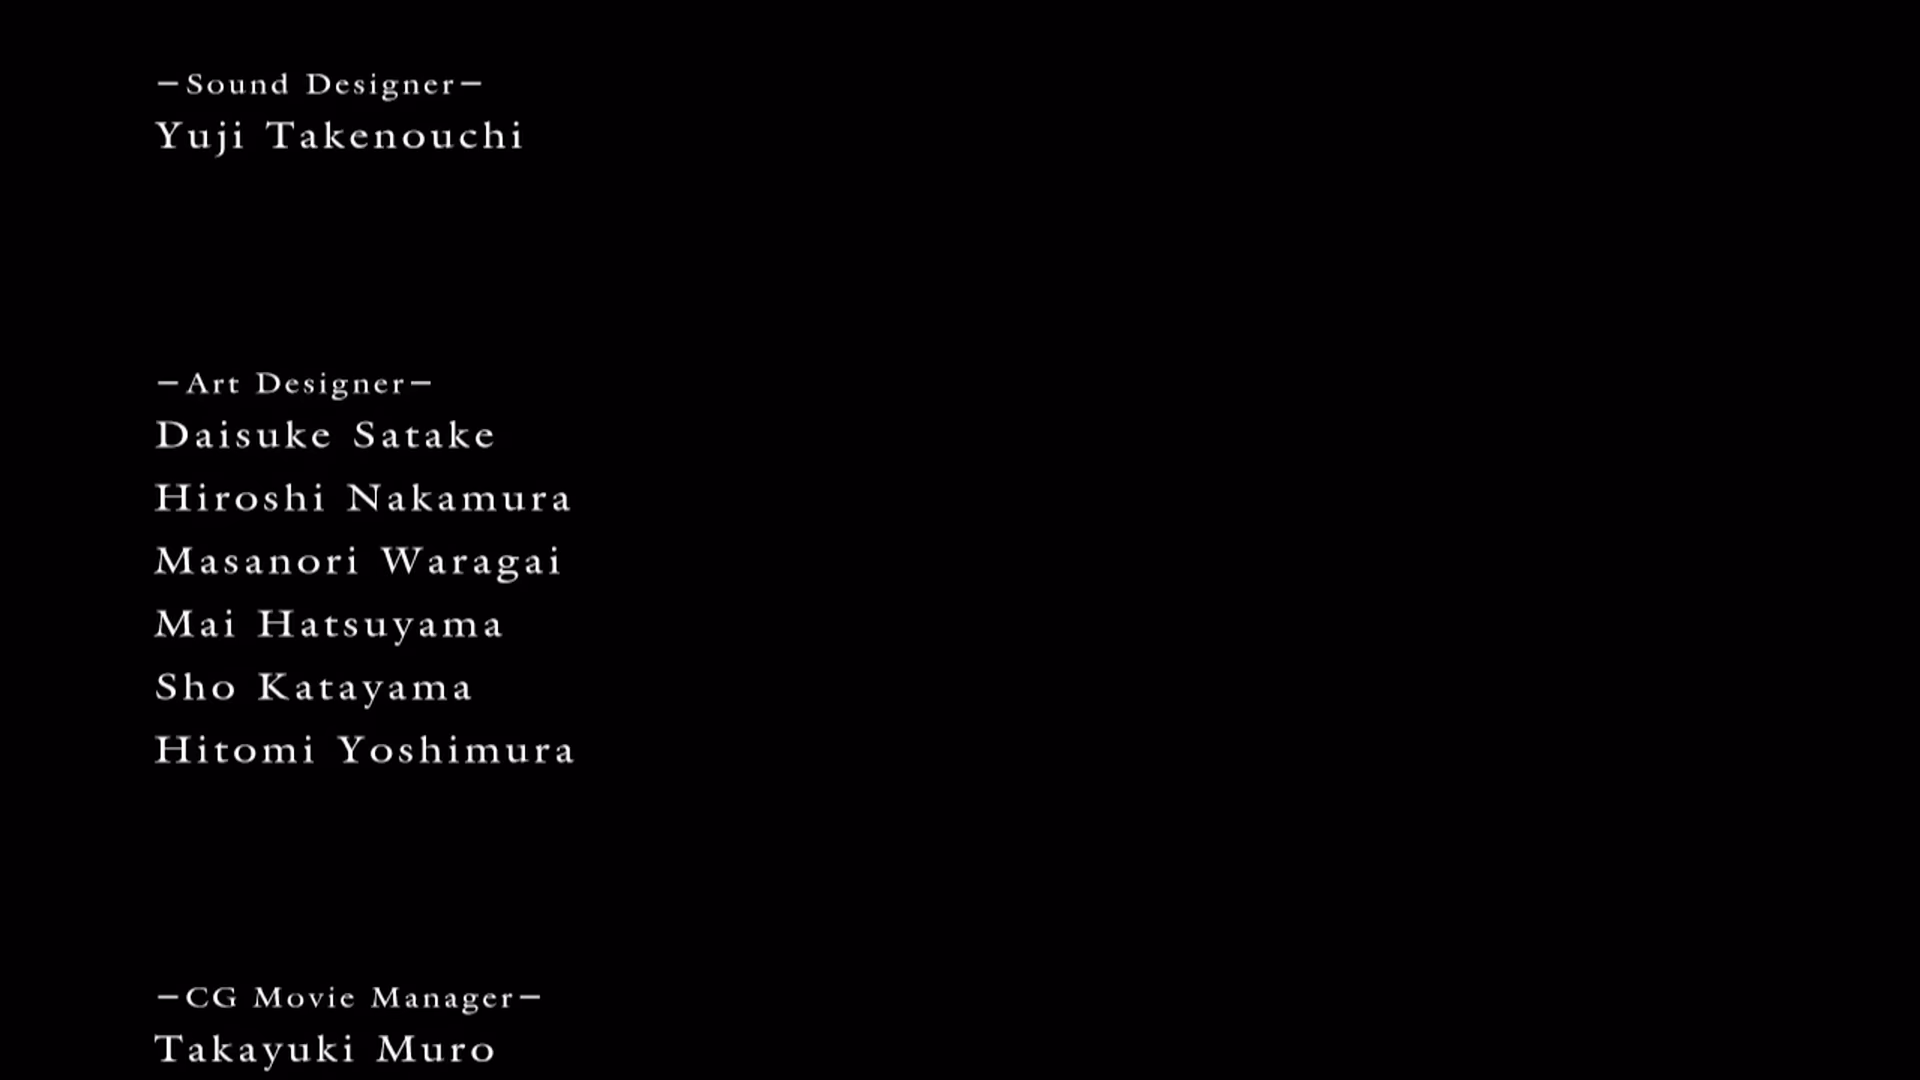 －Sound Designer－
Yuji Takenouchi
－Art Designer－
Daisuke Satake
Hiroshi Nakamura
Masanori Waragai
Mai Hatsuyama
Sho Katayama
Hitomi Yoshimura
－CG Movie Manager－
Takayuki Muro